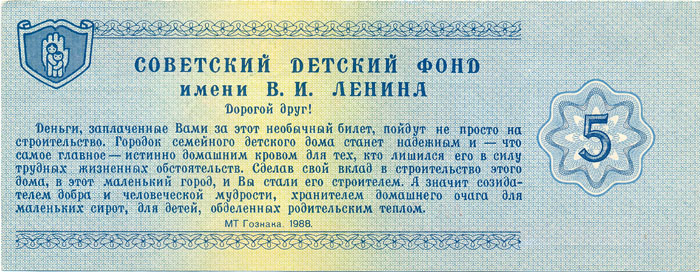 СОВЕТСКИЙ ДЕТСКИЙ ФОНД
имени В. И. ЛЕНИНА
Дорогой друг!
Деньги, заплаченные Вами за этот необычный билет, пойдут не просто на
строительство. Городок семейного детского дома станет надежным и — что
самое главное — истинно домашним кровом для тех, кто лишился его в силу
трудных жизненных обстоятельств. Сделав свой вклад в строительство этого
дома, в этот маленький город, и Вы стали его строителем. А значит созида-
телем добра и человеческой мудрости, хранителем домашнего очага для
маленьких сирот, для детей, обделенных родительским теплом.
МТ Гознака. 1988.
5